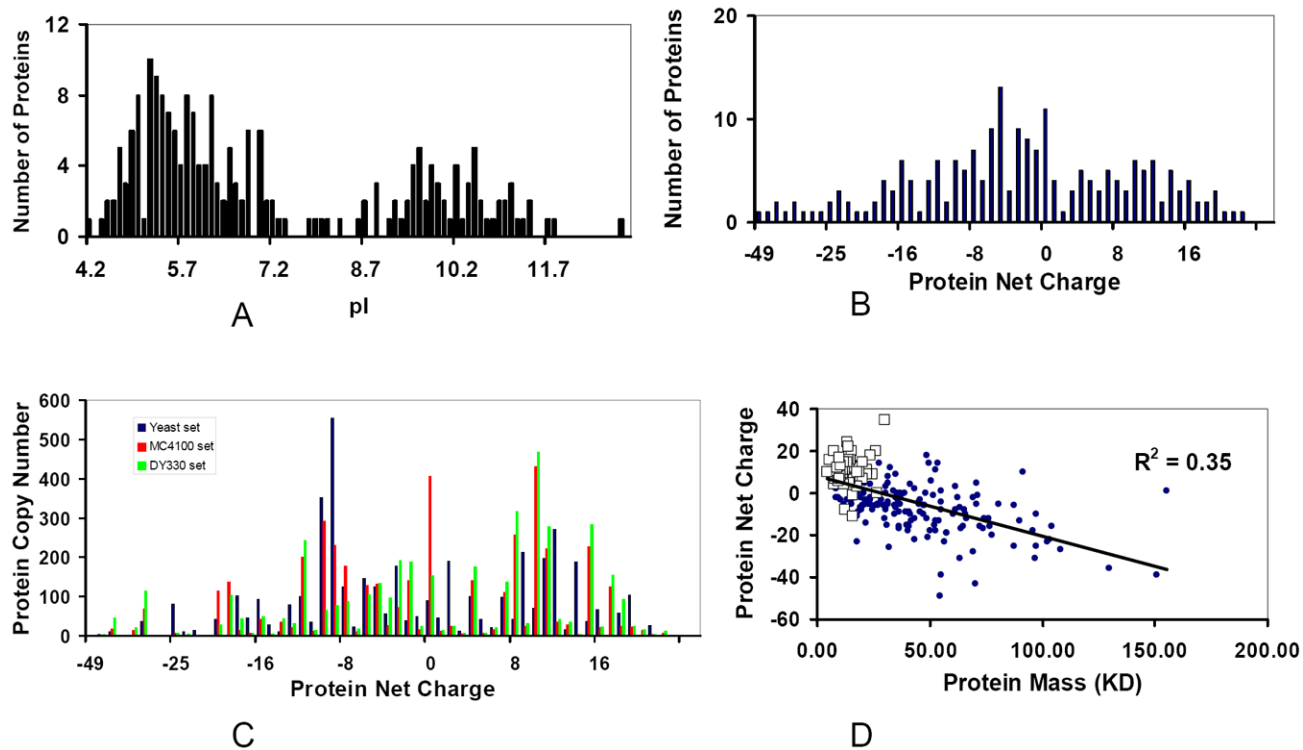 Number of Proteins
12
8
4
0
4.2 5.7 7.2 8.7 10.2 11.7
pI
A
Number of Proteins
20
10
0
-49 -25 -16 -8 0 8 16
Protein Net Charge
B
Protein Copy Number
600
500
400
300
200
100
0
Yeast set
MC4100 set
DY330 set
-49 -25 -16 -8 0 8 16
Protein Net Charge
C
Protein Net Charge
40
20
0
-20
-40
-60
R² = 0.35
0.00 50.00 100.00 150.00 200.00
Protein Mass (KD)
D